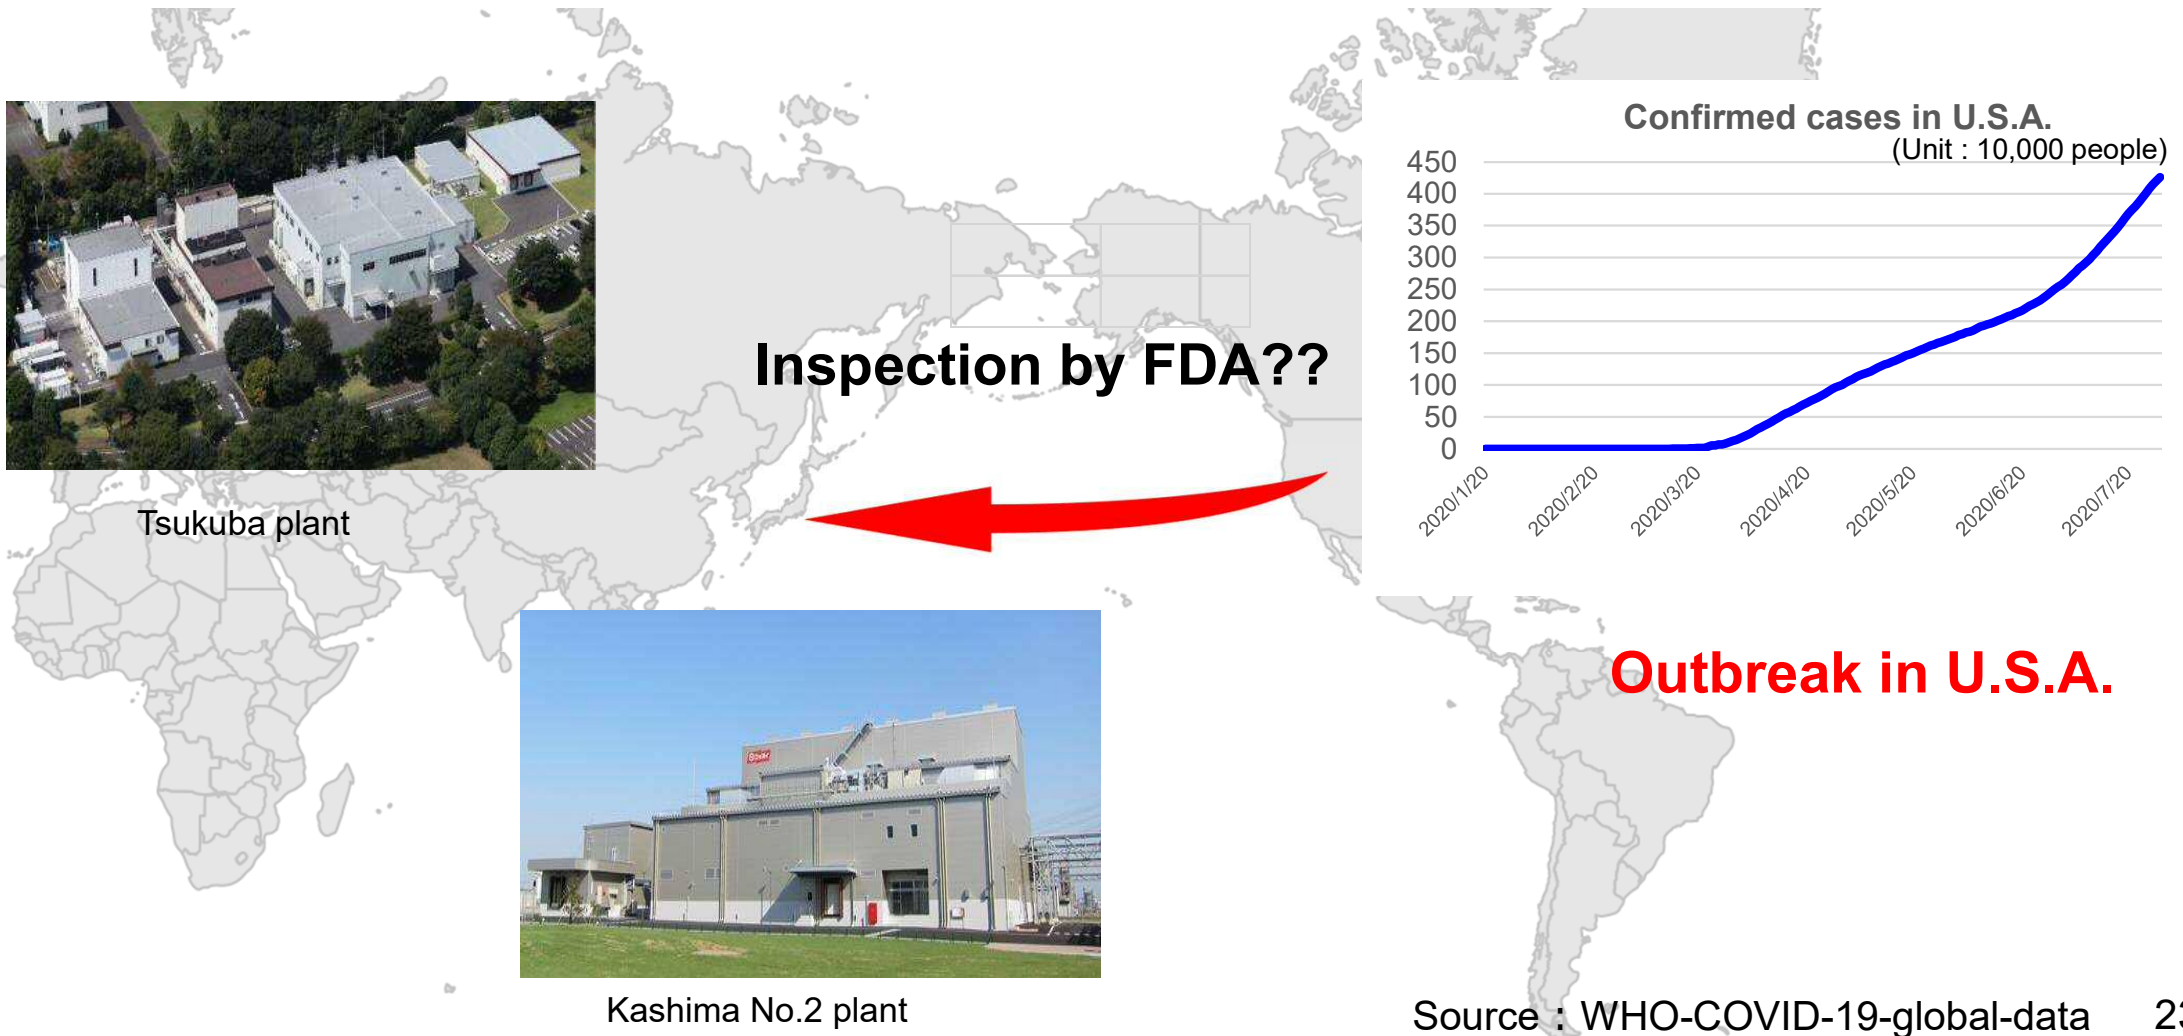 Confirmed cases in U.S.A.
(Unit : 10,000 people)
450
400
350
300
250
200
150
100
50
0
2020/1/20
2020/2/20
2020/3/20
2020/4/20
2020/5/20
2020/6/20
2020/7/20
Inspection by FDA??
Tsukuba plant
Outbreak in U.S.A.
Kashima No.2 plant
Source：WHO-COVID-19-global-data